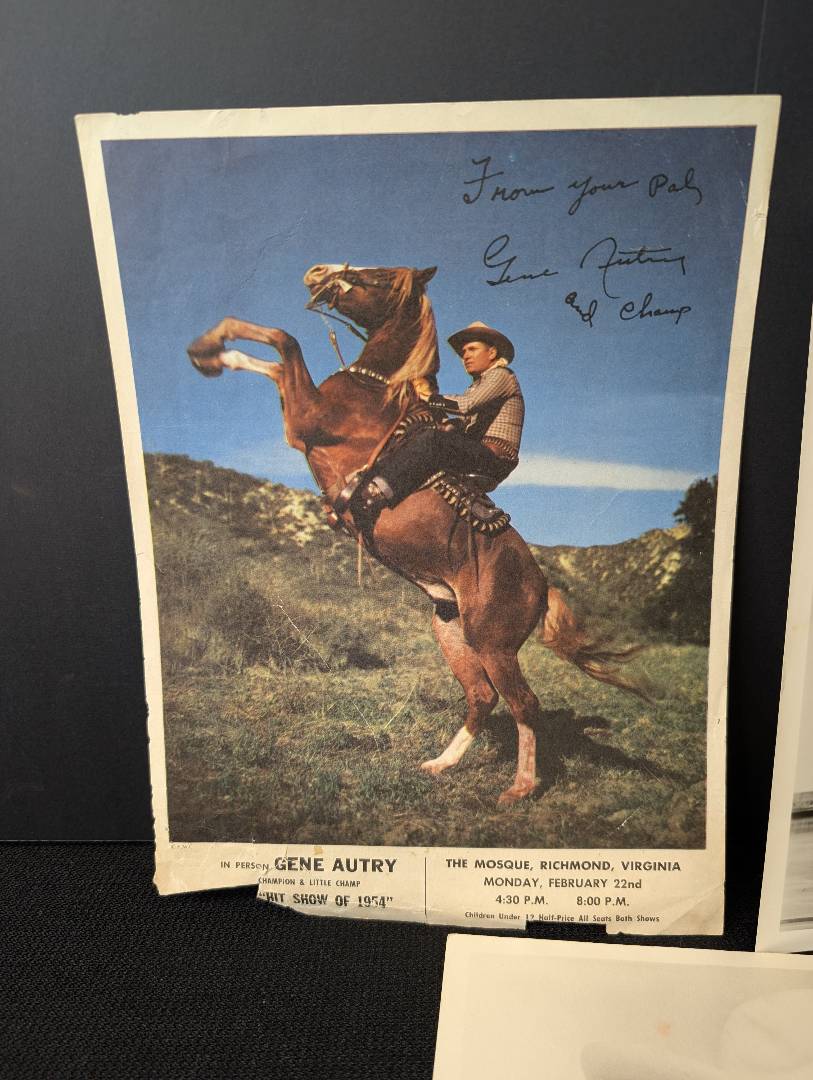 From your Pal,
Gene Autry
and Champ
IN PERSON GENE AUTRY
CHAMPION & LITTLE CHAMP
"HIT SHOW OF 1954"
THE MOSQUE, RICHMOND, VIRGINIA
MONDAY, FEBRUARY 22nd
4:30 P.M. 8:00 P.M.
Children Under 12 Half-Price All Seats Both Shows